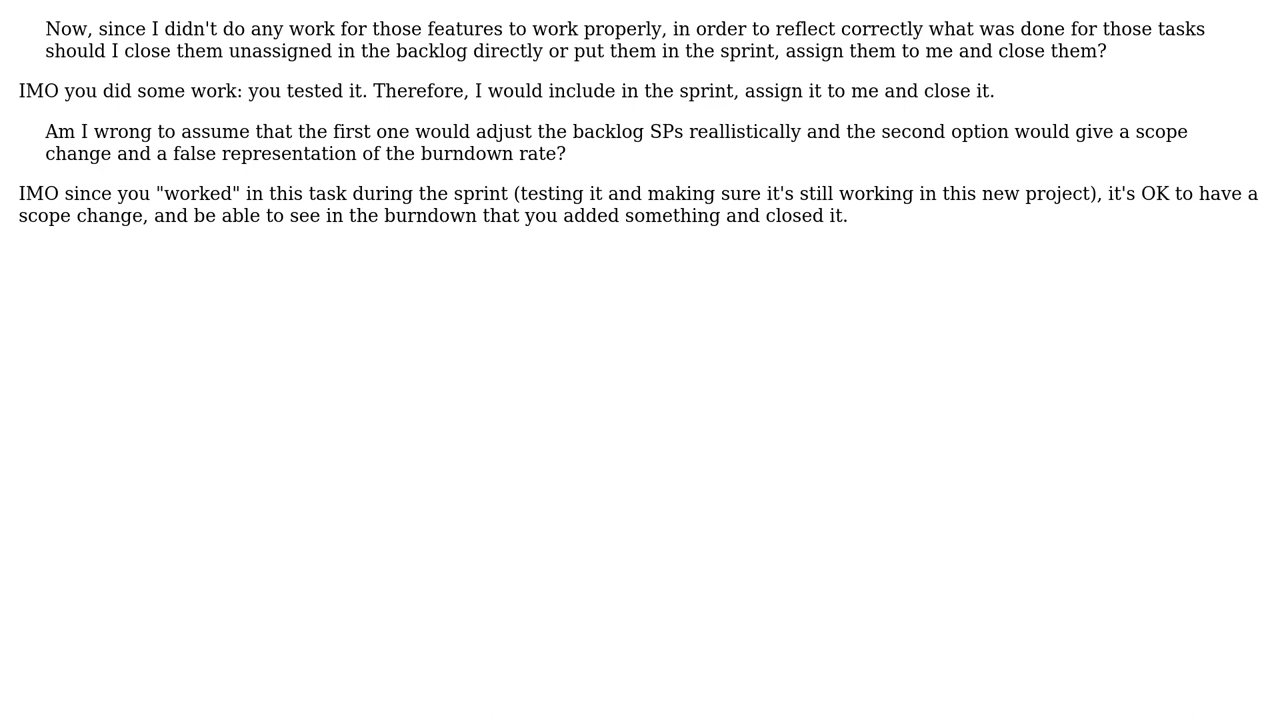 Now, since I didn't do any work for those features to work properly, in order to reflect correctly what was done for those tasks
should I close them unassigned in the backlog directly or put them in the sprint, assign them to me and close them?
IMO you did some work: you tested it. Therefore, I would include in the sprint, assign it to me and close it.
Am I wrong to assume that the first one would adjust the backlog SPs reallistically and the second option would give a scope
change and a false representation of the burndown rate?
IMO since you "worked" in this task during the sprint (testing it and making sure it's still working in this new project), it's OK to have a
scope change, and be able to see in the burndown that you added something and closed it.